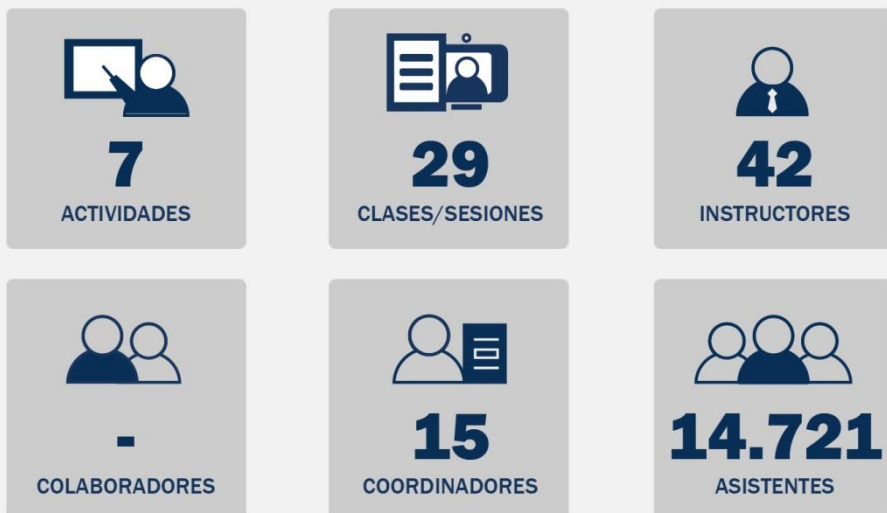 7
ACTIVIDADES
29
CLASES/SESIONES
42
INSTRUCTORES
-
COLABORADORES
15
COORDINADORES
14.721
ASISTENTES